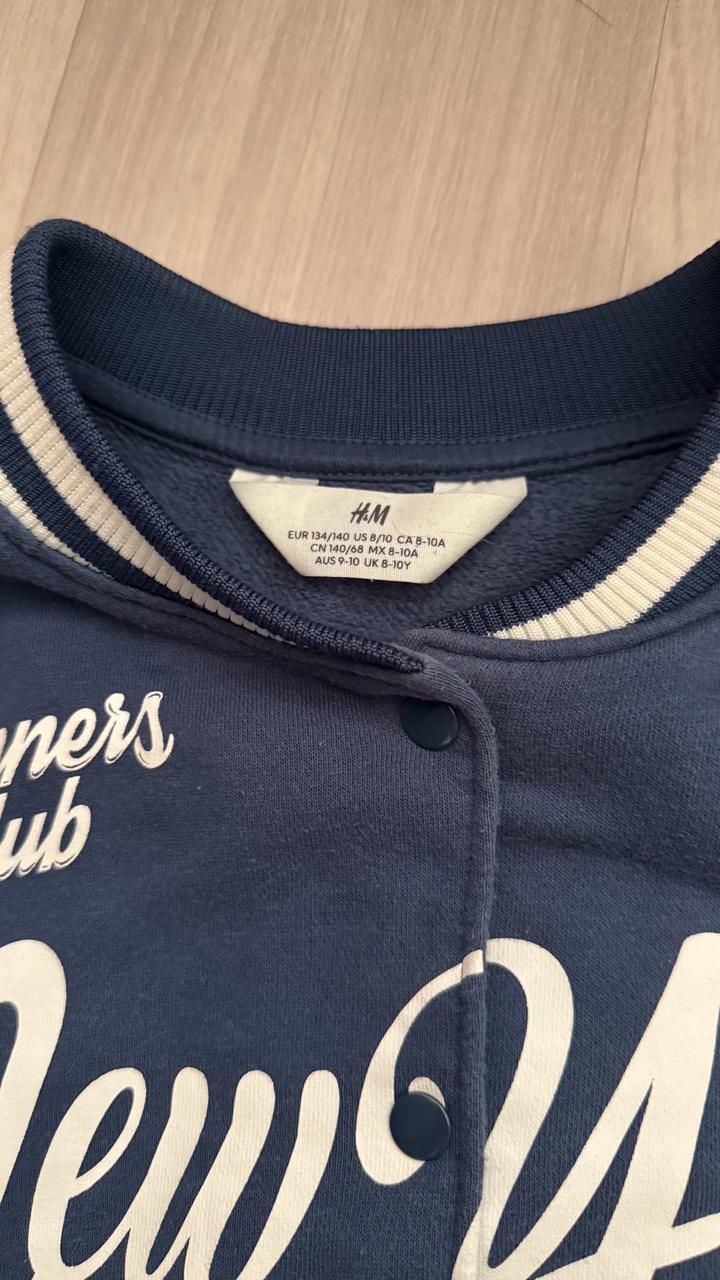 H&M
EUR 134/140 US 8/10 CA 8-10A
CN 140/68 MX 8-10A
AUS 9-10 UK 8-10Y
New